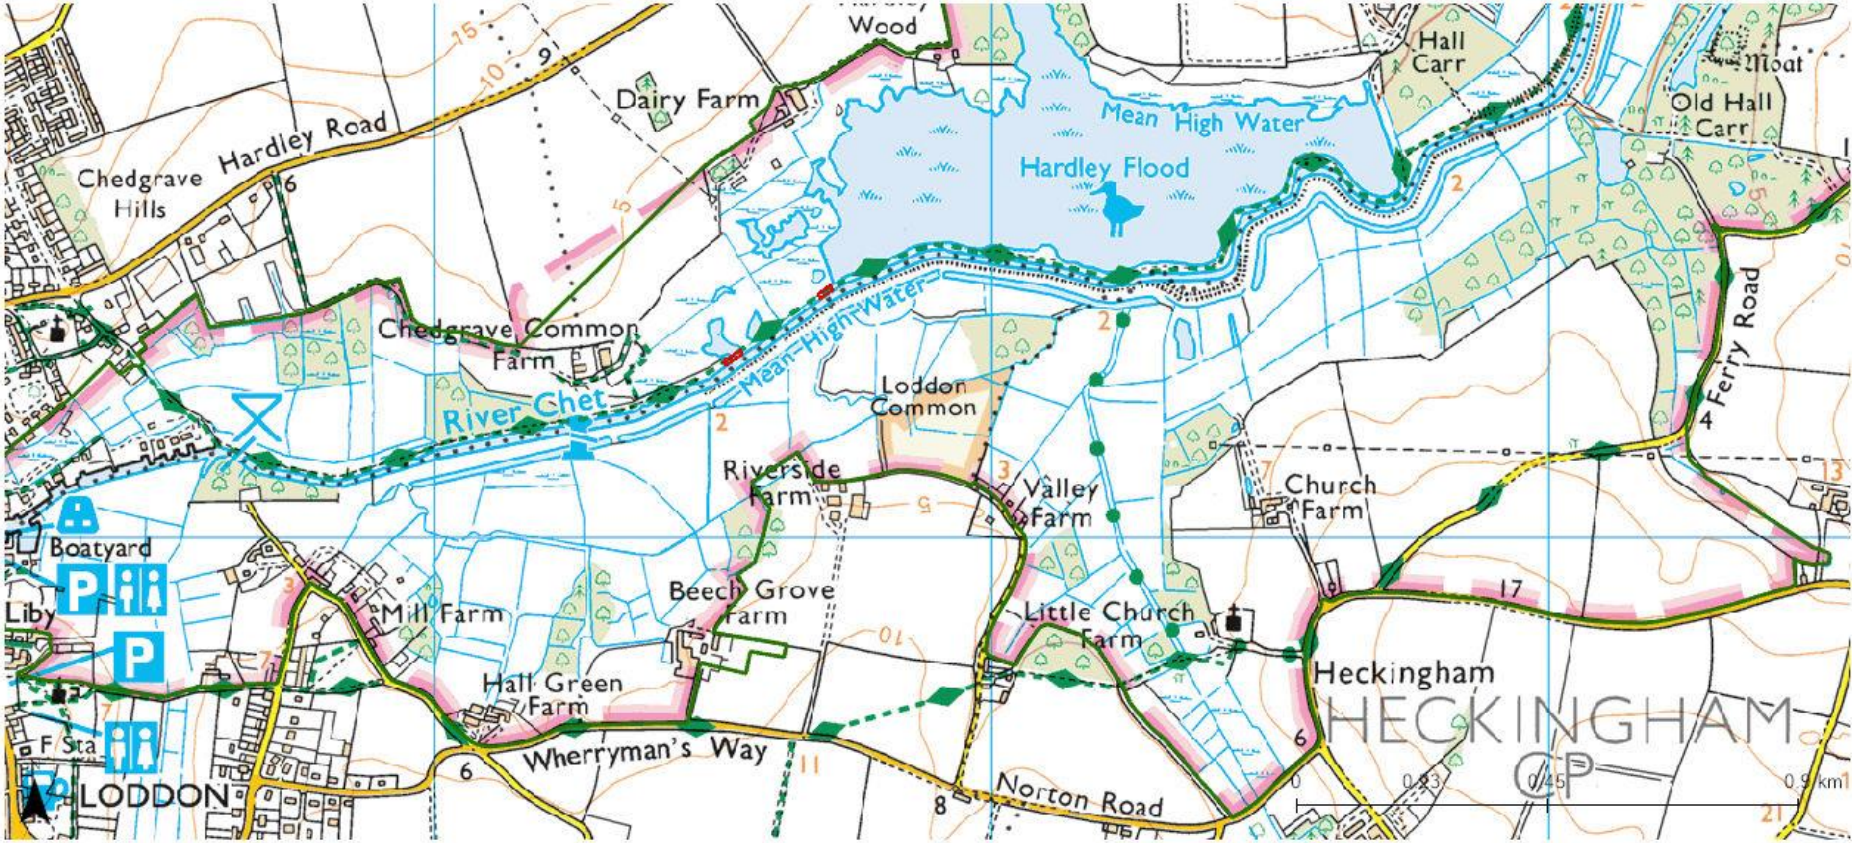 Wood
15
10
9
Hall
Carr
Moat
Dairy Farm
Old Hall
Carr
Mean High Water
Hardley Road
Hardley Flood
Chedgrave
Hills
6
2
5
5
Mean High Water
Chedgrave Common
Farm
2
Ferry Road
Loddon
Common
River Chet
2
4
Riverside
Farm
3
Valley
Farm
7
Church
Farm
13
5
Boatyard
P
3
Beech Grove
Farm
17
Liby
Mill Farm
Little Church
Farm
10
P
7
Heckingham
Hall Green
Farm
7
HECKINGHAM
CP
F Sta
Wherryman's Way
11
6
6
8
Norton Road
LODDON
0
0.23
0.45
0.9 km
21